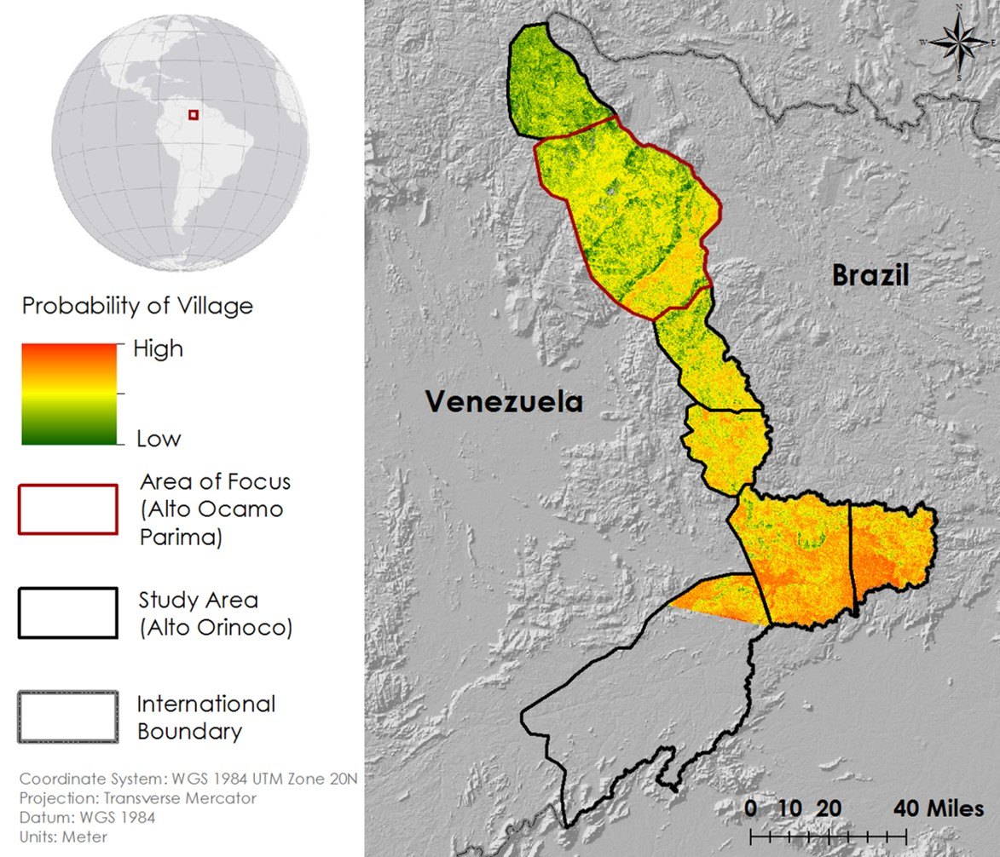 Probability of Village
High
Low
Area of Focus
(Alto Ocamo
Parima)
Study Area
(Alto Orinoco)
International
Boundary
Coordinate System: WGS 1984 UTM Zone 20N
Projection: Transverse Mercator
Datum: WGS 1984
Units: Meter
N
W
E
S
Brazil
Venezuela
0 10 20 40 Miles